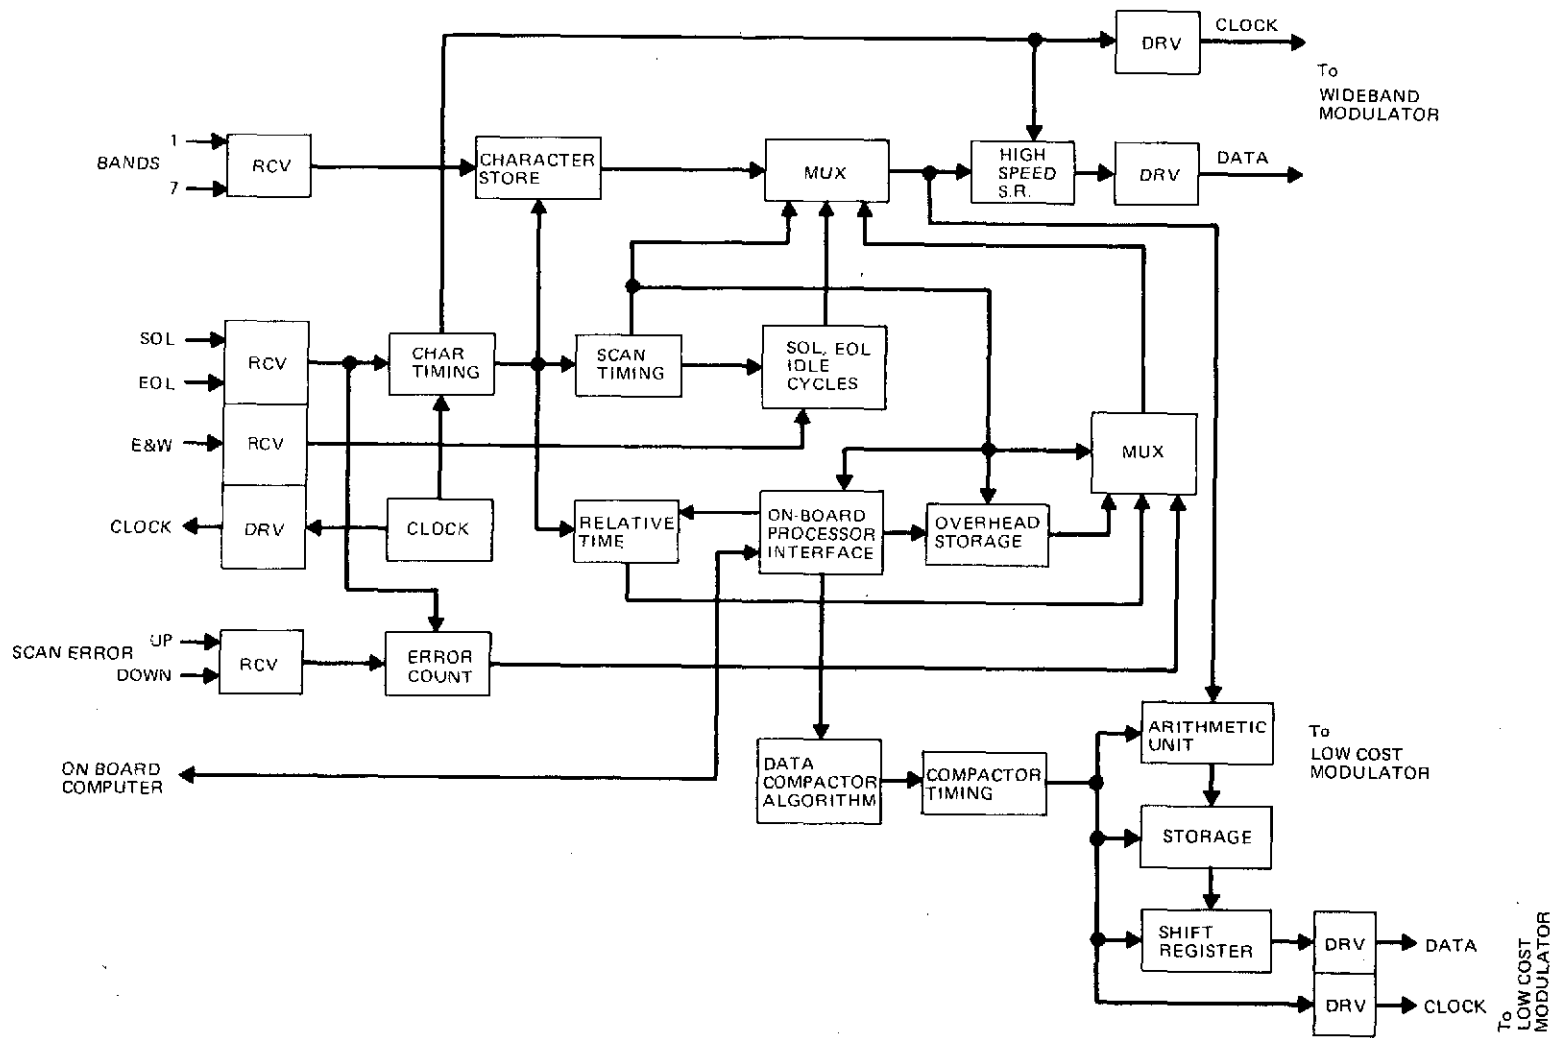 CLOCK
DRV
To
WIDEBAND
MODULATOR
1
BANDS
7
RCV
CHARACTER
STORE
MUX
HIGH
SPEED
S.R.
DRV
DATA
SOL
EOL
RCV
CHAR
TIMING
SCAN
TIMING
SOL, EOL
IDLE
CYCLES
E&W
RCV
MUX
CLOCK
DRV
CLOCK
RELATIVE
TIME
ON-BOARD
PROCESSOR
INTERFACE
OVERHEAD
STORAGE
SCAN ERROR
UP
DOWN
RCV
ERROR
COUNT
ON BOARD
COMPUTER
DATA
COMPACTOR
ALGORITHM
COMPACTOR
TIMING
ARITHMETIC
UNIT
To
LOW COST
MODULATOR
STORAGE
SHIFT
REGISTER
DRV
DATA
DRV
CLOCK
To
LOW COST
MODULATOR